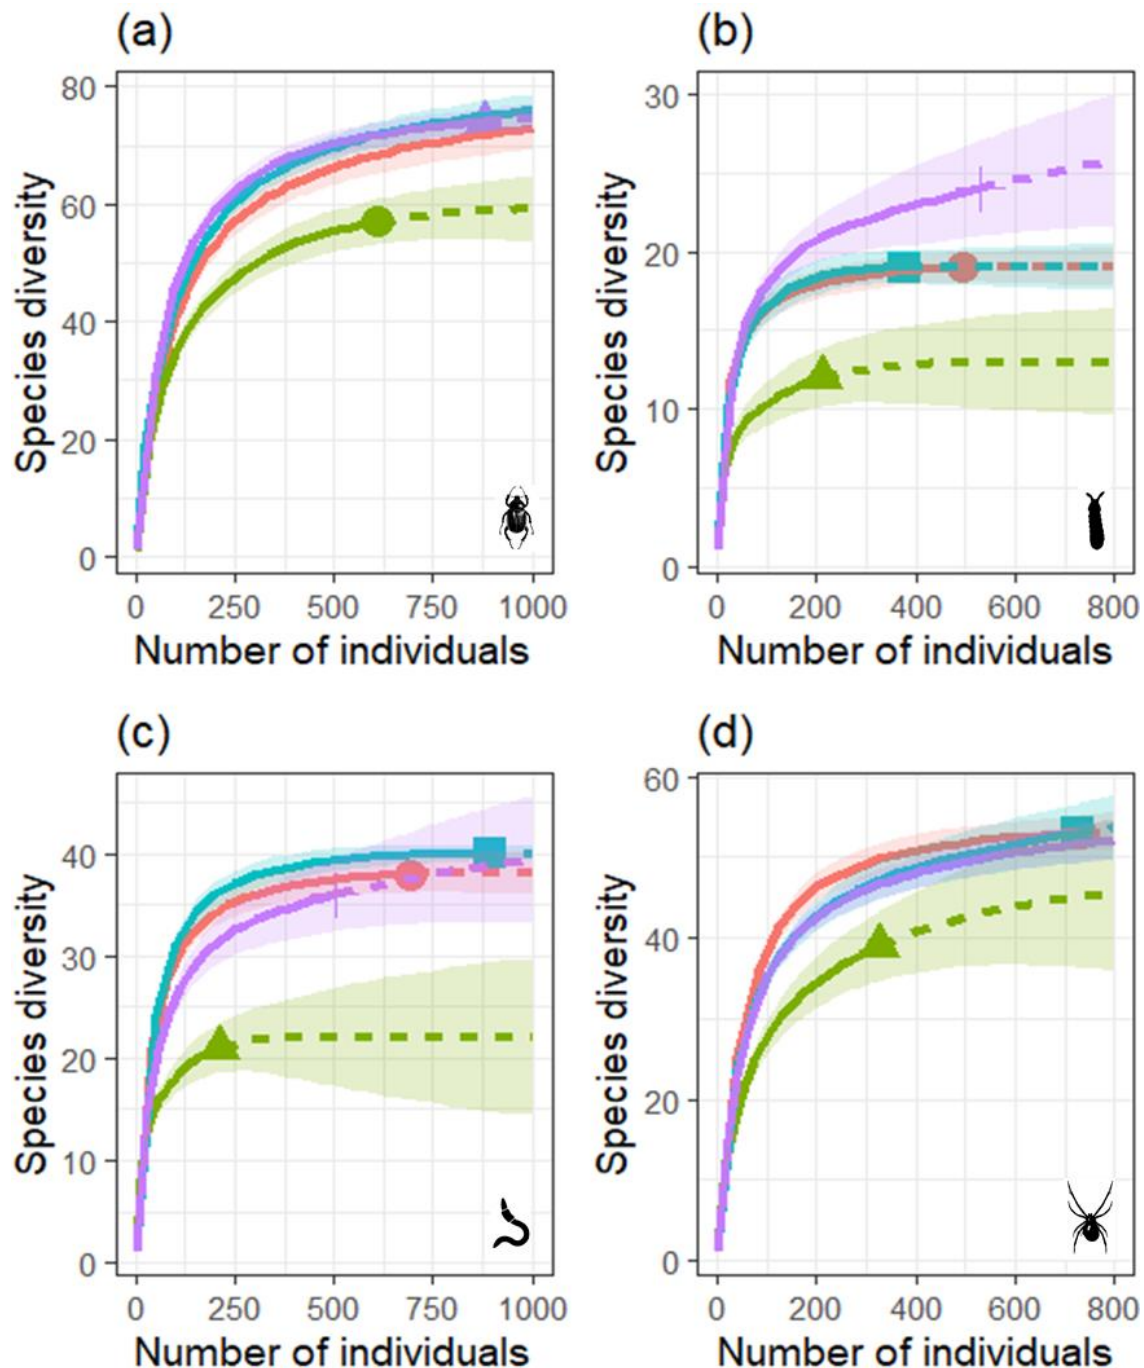 (a)
80
60
40
20
0
Species diversity
0 250 500 750 1000
Number of individuals
(b)
30
20
10
0
Species diversity
0 200 400 600 800
Number of individuals
(c)
40
30
20
10
0
Species diversity
0 250 500 750 1000
Number of individuals
(d)
60
40
20
0
Species diversity
0 200 400 600 800
Number of individuals